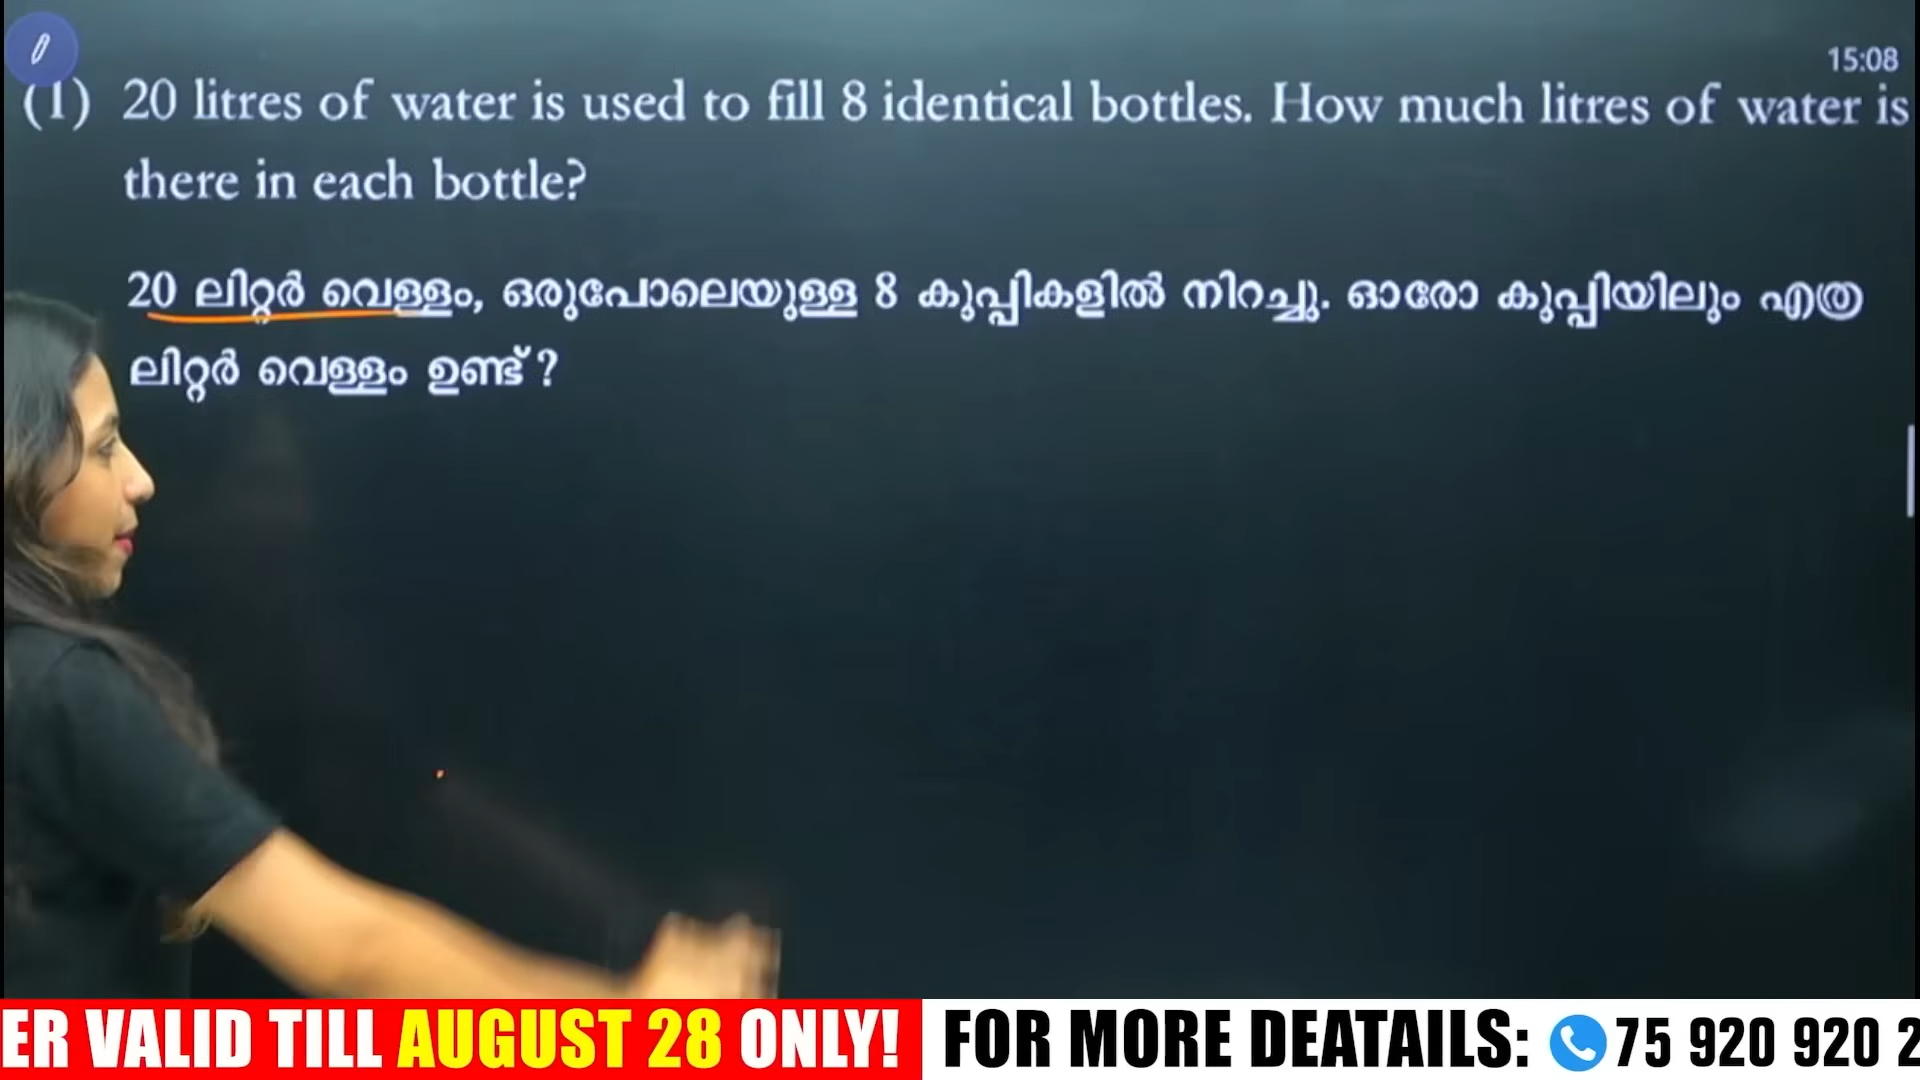 15:08
(1) 20 litres of water is used to fill 8 identical bottles. How much litres of water is
there in each bottle?
20 ലിറ്റർ വെള്ളം, ഒരുപോലെയുള്ള 8 കുപ്പികളിൽ നിറച്ചു. ഓരോ കുപ്പിയിലും എത്ര
ലിറ്റർ വെള്ളം ഉണ്ട് ?
ER VALID TILL AUGUST 28 ONLY! FOR MORE DEATAILS: 75 920 920 2